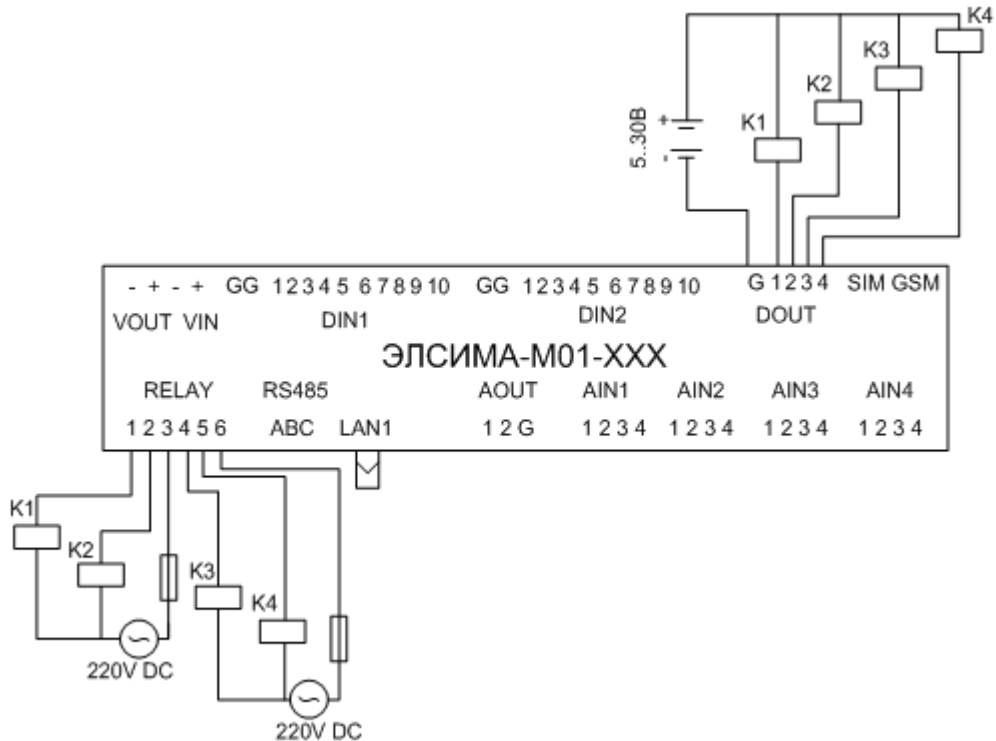 K4
K3
K2
K1
+
5..30В
-
- + - + GG 1 2 3 4 5 6 7 8 9 10 GG 1 2 3 4 5 6 7 8 9 10 G 1 2 3 4 SIM GSM
VOUT VIN DIN1 DIN2 DOUT
ЭЛСИМА-М01-ХХХ
RELAY RS485 AOUT AIN1 AIN2 AIN3 AIN4
1 2 3 4 5 6 ABC LAN1 1 2 G 1 2 3 4 1 2 3 4 1 2 3 4 1 2 3 4
K1
K2
K3
K4
220V DC
220V DC